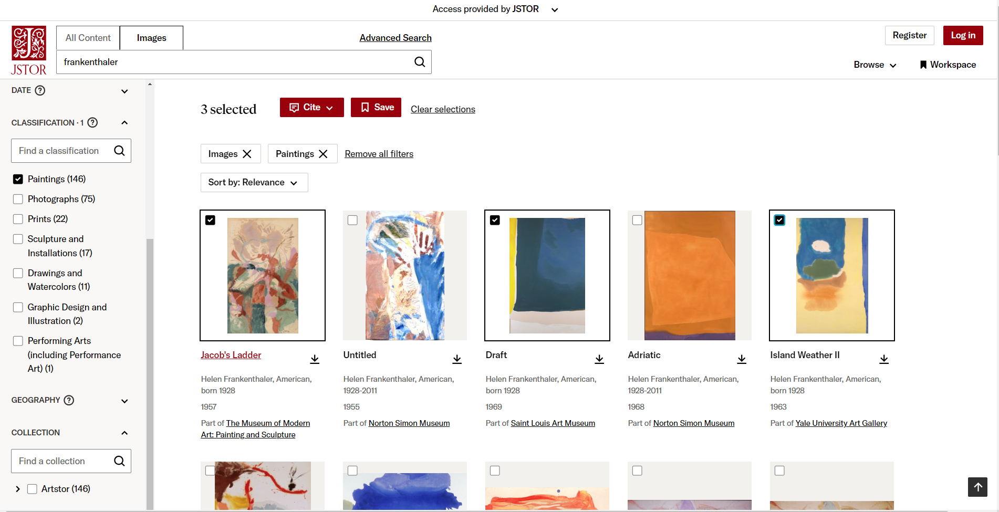 Access provided by JSTOR
JSTOR
All Content
Images
Advanced Search
frankenthaler
Register
Log in
Browse
Workspace
DATE ?
CLASSIFICATION · 1 ?
Find a classification
Paintings (146)
Photographs (75)
Prints (22)
Sculpture and
Installations (17)
Drawings and
Watercolors (11)
Graphic Design and
Illustration (2)
Performing Arts
(including Performance
Art) (1)
GEOGRAPHY ?
COLLECTION
Find a collection
Artstor (146)
3 selected
Cite
Save
Clear selections
Images
Paintings
Remove all filters
Sort by: Relevance
Jacob's Ladder
Helen Frankenthaler, American,
born 1928
1957
Part of The Museum of Modern
Art: Painting and Sculpture
Untitled
Helen Frankenthaler, American,
1928-2011
1955
Part of Norton Simon Museum
Draft
Helen Frankenthaler, American,
born 1928
1969
Part of Saint Louis Art Museum
Adriatic
Helen Frankenthaler, American,
1928-2011
1968
Part of Norton Simon Museum
Island Weather II
Helen Frankenthaler, American,
born 1928
1963
Part of Yale University Art Gallery